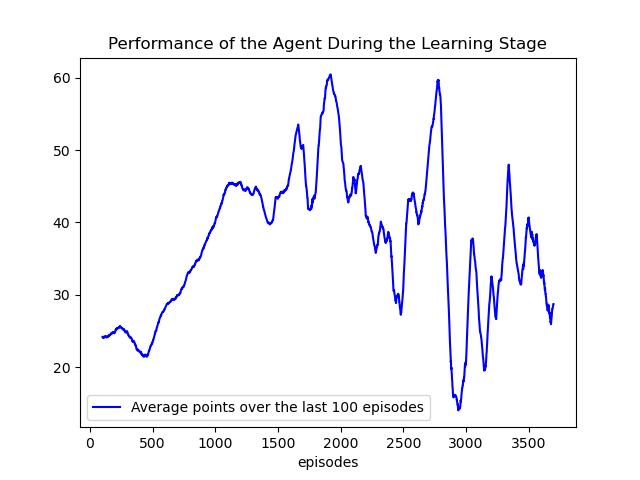 Performance of the Agent During the Learning Stage
60
50
40
30
20
Average points over the last 100 episodes
0 500 1000 1500 2000 2500 3000 3500
episodes